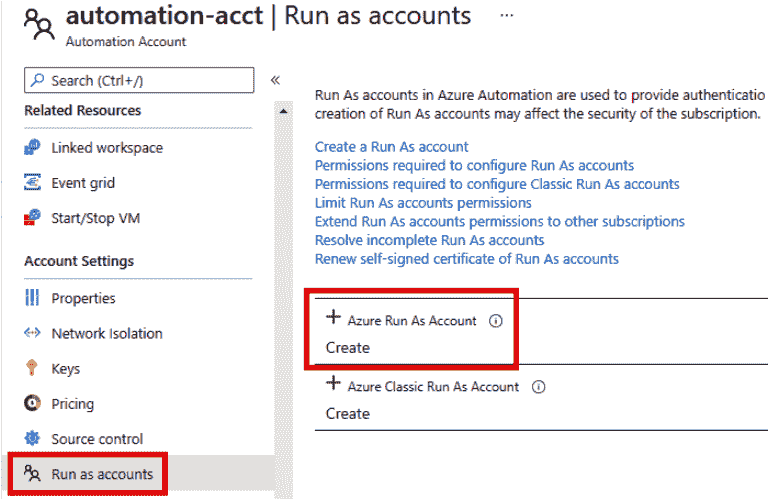 automation-acct | Run as accounts ...
Automation Account
Search (Ctrl+/)
«
Related Resources
Linked workspace
Event grid
Start/Stop VM
Account Settings
Properties
Network Isolation
Keys
Pricing
Source control
Run as accounts
Run As accounts in Azure Automation are used to provide authenticatio
creation of Run As accounts may affect the security of the subscription.
Create a Run As account
Permissions required to configure Run As accounts
Permissions required to configure Classic Run As accounts
Limit Run As accounts permissions
Extend Run As accounts permissions to other subscriptions
Resolve incomplete Run As accounts
Renew self-signed certificate of Run As accounts
+ Azure Run As Account
Create
+ Azure Classic Run As Account
Create